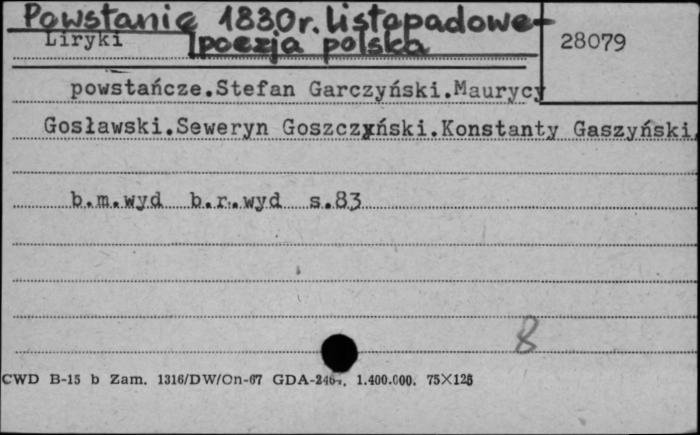 Powstanie 1830r. listopadowe-
Liryki
poezja polska
28079
powstańcze.Stefan Garczyński.Maurycy
Gosławski.Seweryn Goszczyński.Konstanty Gaszyński.
b.m.wyd b.r.wyd s.83
8
CWD B-15 b Zam. 1316/DW/On-67 GDA- 1.400.000. 75X125